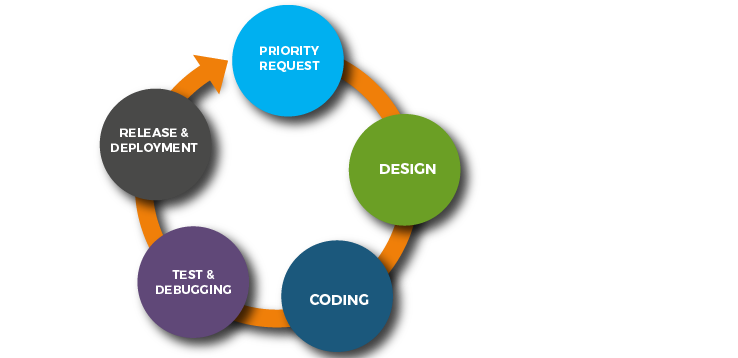 PRIORITY
REQUEST
DESIGN
CODING
TEST &
DEBUGGING
RELEASE &
DEPLOYMENT